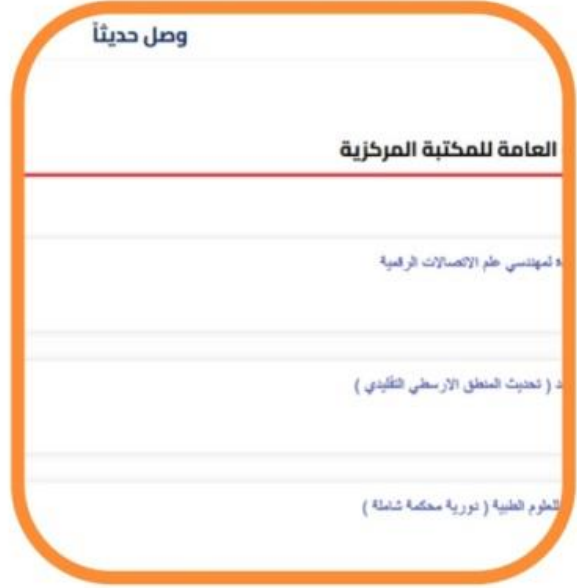 وصل حديثاً
العامة للمكتبة المركزية
لمهندسي علم الاتصالات الرقمية
( تحديث المنطق الارسطي التقليدي )
للعلوم الطبية ( دورية محكمة شاملة )